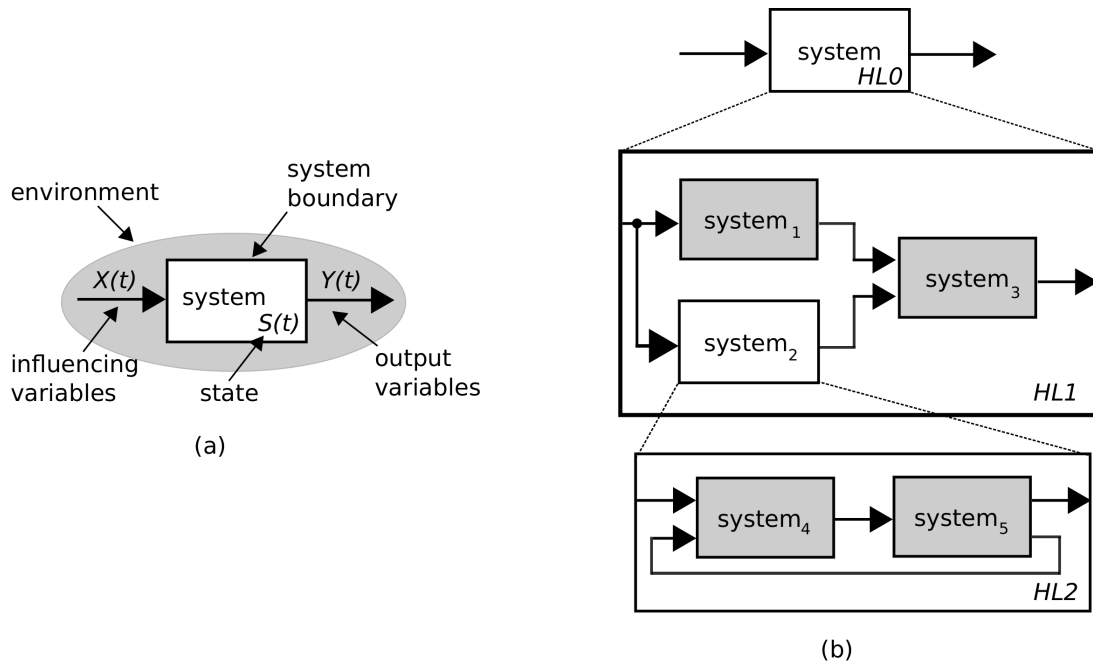 environment
system
boundary
X(t)
Y(t)
system
S(t)
influencing
variables
state
output
variables
(a)
system
HL0
system1
system3
system2
HL1
system4
system5
HL2
(b)